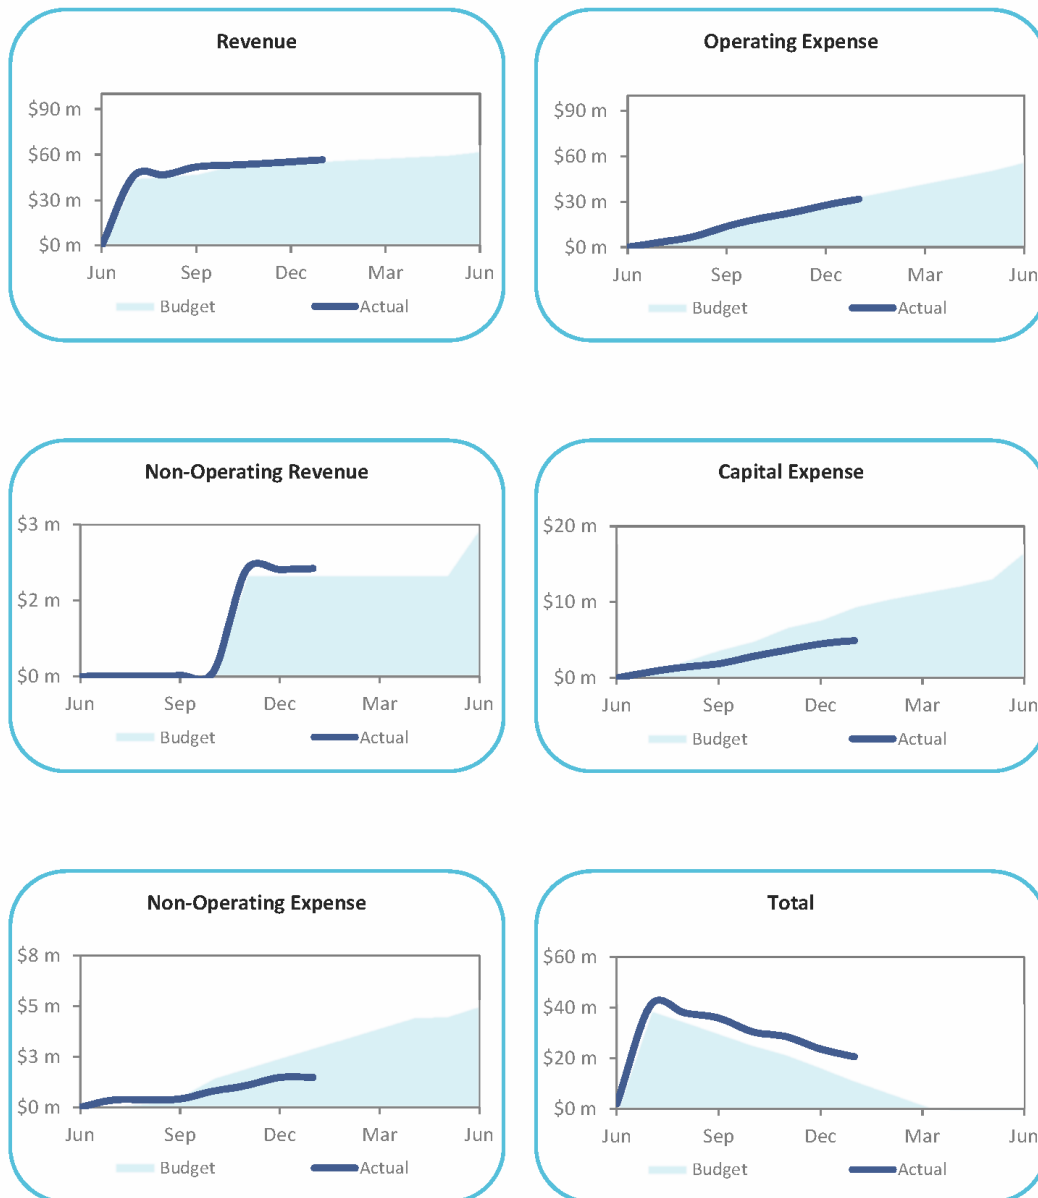 Revenue
$90 m
$60 m
$30 m
$0 m
Jun Sep Dec Mar Jun
Budget Actual
Operating Expense
$90 m
$60 m
$30 m
$0 m
Jun Sep Dec Mar Jun
Budget Actual
Non-Operating Revenue
$3 m
$2 m
$0 m
Jun Sep Dec Mar Jun
Budget Actual
Capital Expense
$20 m
$10 m
$0 m
Jun Sep Dec Mar Jun
Budget Actual
Non-Operating Expense
$8 m
$5 m
$3 m
$0 m
Jun Sep Dec Mar Jun
Budget Actual
Total
$60 m
$40 m
$20 m
$0 m
Jun Sep Dec Mar Jun
Budget Actual